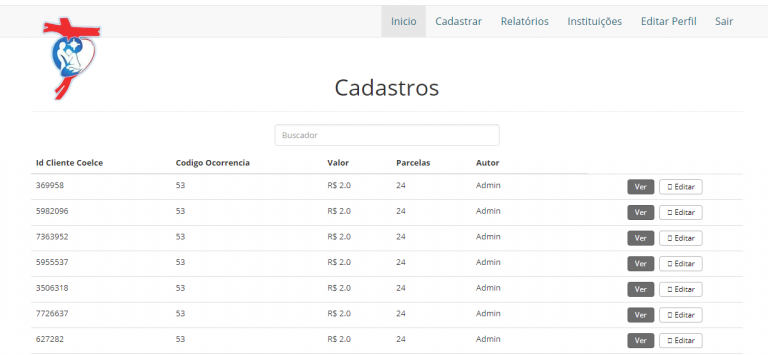 Inicio Cadastrar Relatórios Instituições Editar Perfil Sair
Cadastros
Buscador
Id Cliente Coelce Codigo Ocorrencia Valor Parcelas Autor
369958 53 R$ 2.0 24 Admin Ver Editar
5982096 53 R$ 2.0 24 Admin Ver Editar
7363952 53 R$ 2.0 24 Admin Ver Editar
5955537 53 R$ 2.0 24 Admin Ver Editar
3506318 53 R$ 2.0 24 Admin Ver Editar
7726637 53 R$ 2.0 24 Admin Ver Editar
627282 53 R$ 2.0 24 Admin Ver Editar